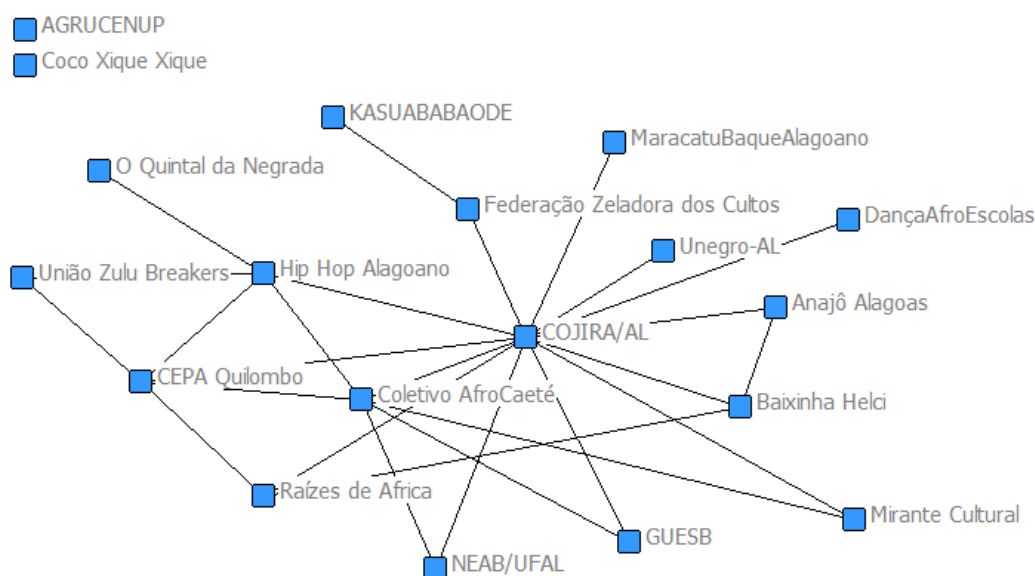 AGRUCENUP
Coco Xique Xique
KASUABABAODE
MaracatuBaqueAlagoano
O Quintal da Negrada
Federação Zeladora dos Cultos
DançaAfroEscolas
Unegro-AL
União Zulu Breakers
Hip Hop Alagoano
Anajô Alagoas
COJIRA/AL
CEPA Quilombo
Coletivo AfroCaeté
Baixinha Helci
Raízes de Africa
Mirante Cultural
GUESB
NEAB/UFAL